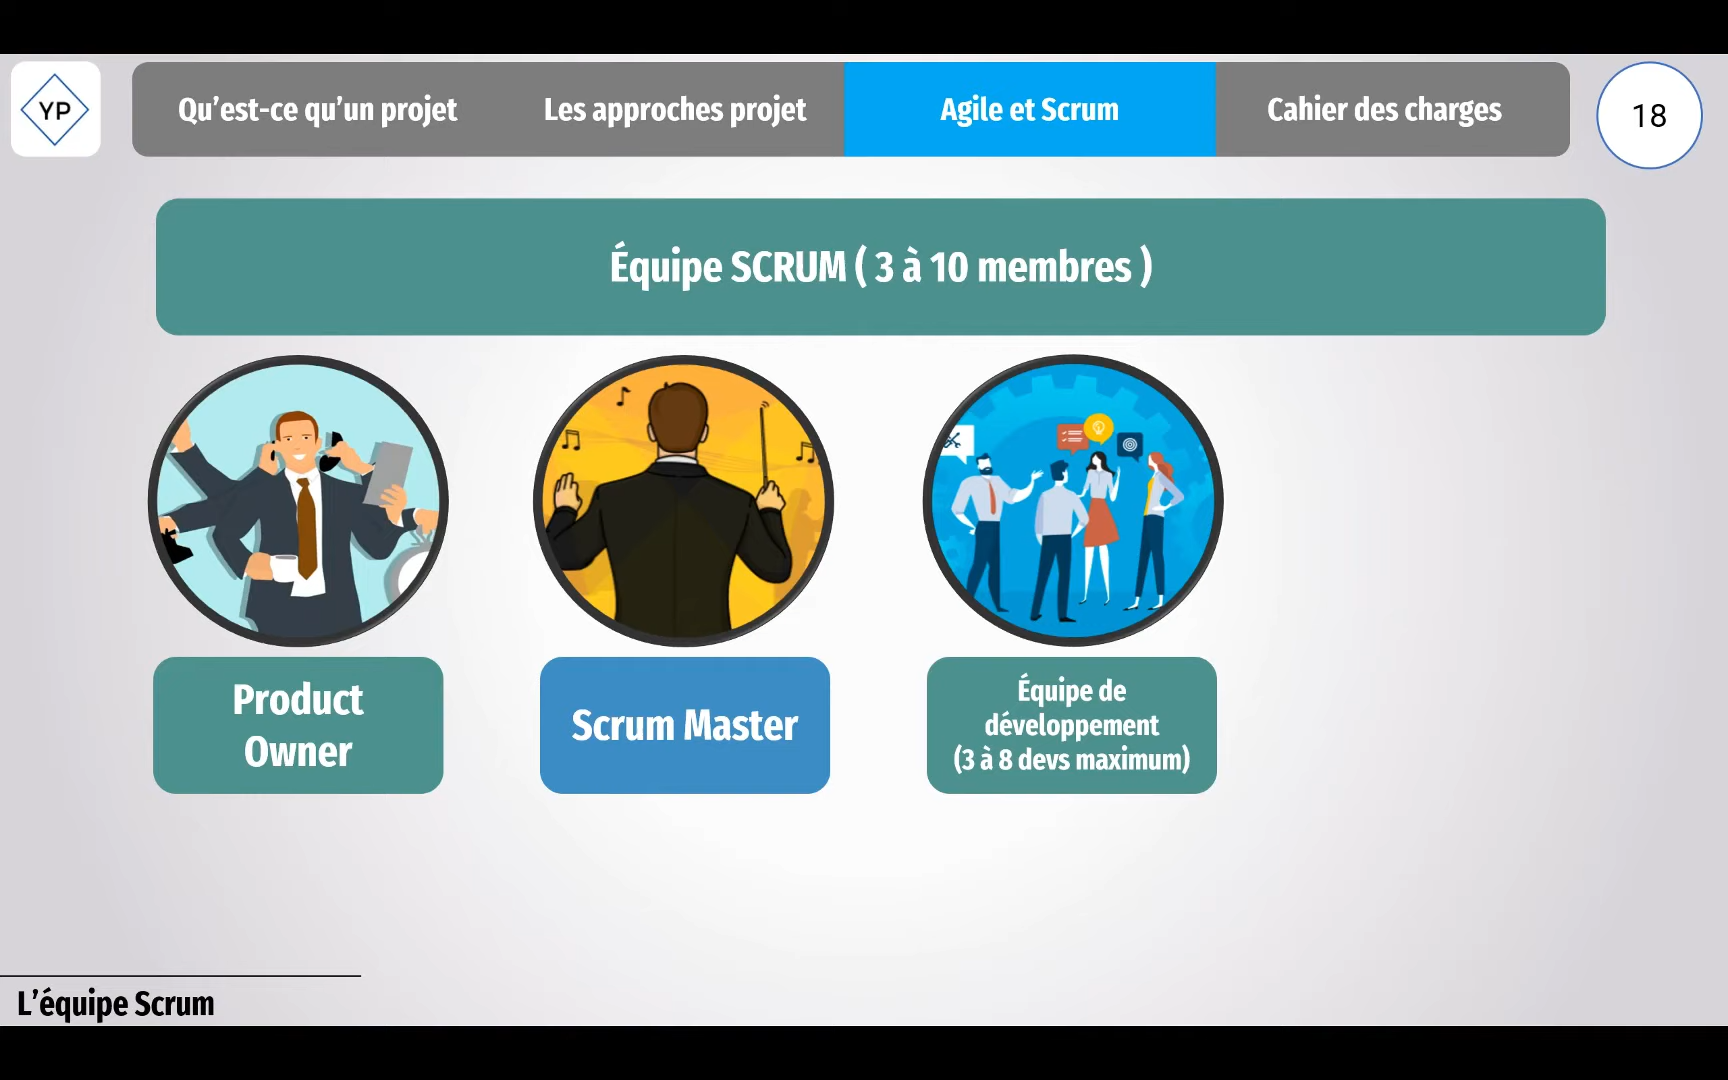 YP
Qu’est-ce qu’un projet
Les approches projet
Agile et Scrum
Cahier des charges
18
Équipe SCRUM ( 3 à 10 membres )
Product
Owner
Scrum Master
Équipe de
développement
(3 à 8 devs maximum)
L’équipe Scrum